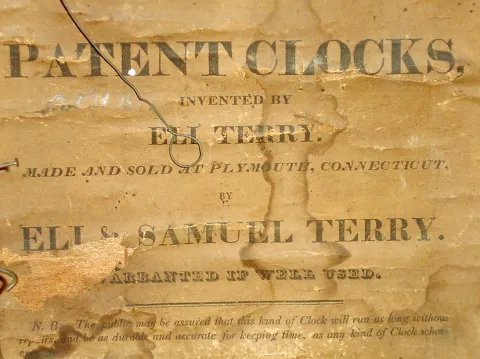 PATENT CLOCKS,
INVENTED BY
ELI TERRY.
MADE AND SOLD AT PLYMOUTH, CONNECTICUT,
BY
ELI & SAMUEL TERRY.
WARRANTED IF WELL USED.
N. B. The public may be assured that this kind of Clock will run as long without
repairs, and be as durable and accurate for keeping time, as any kind of Clock what-